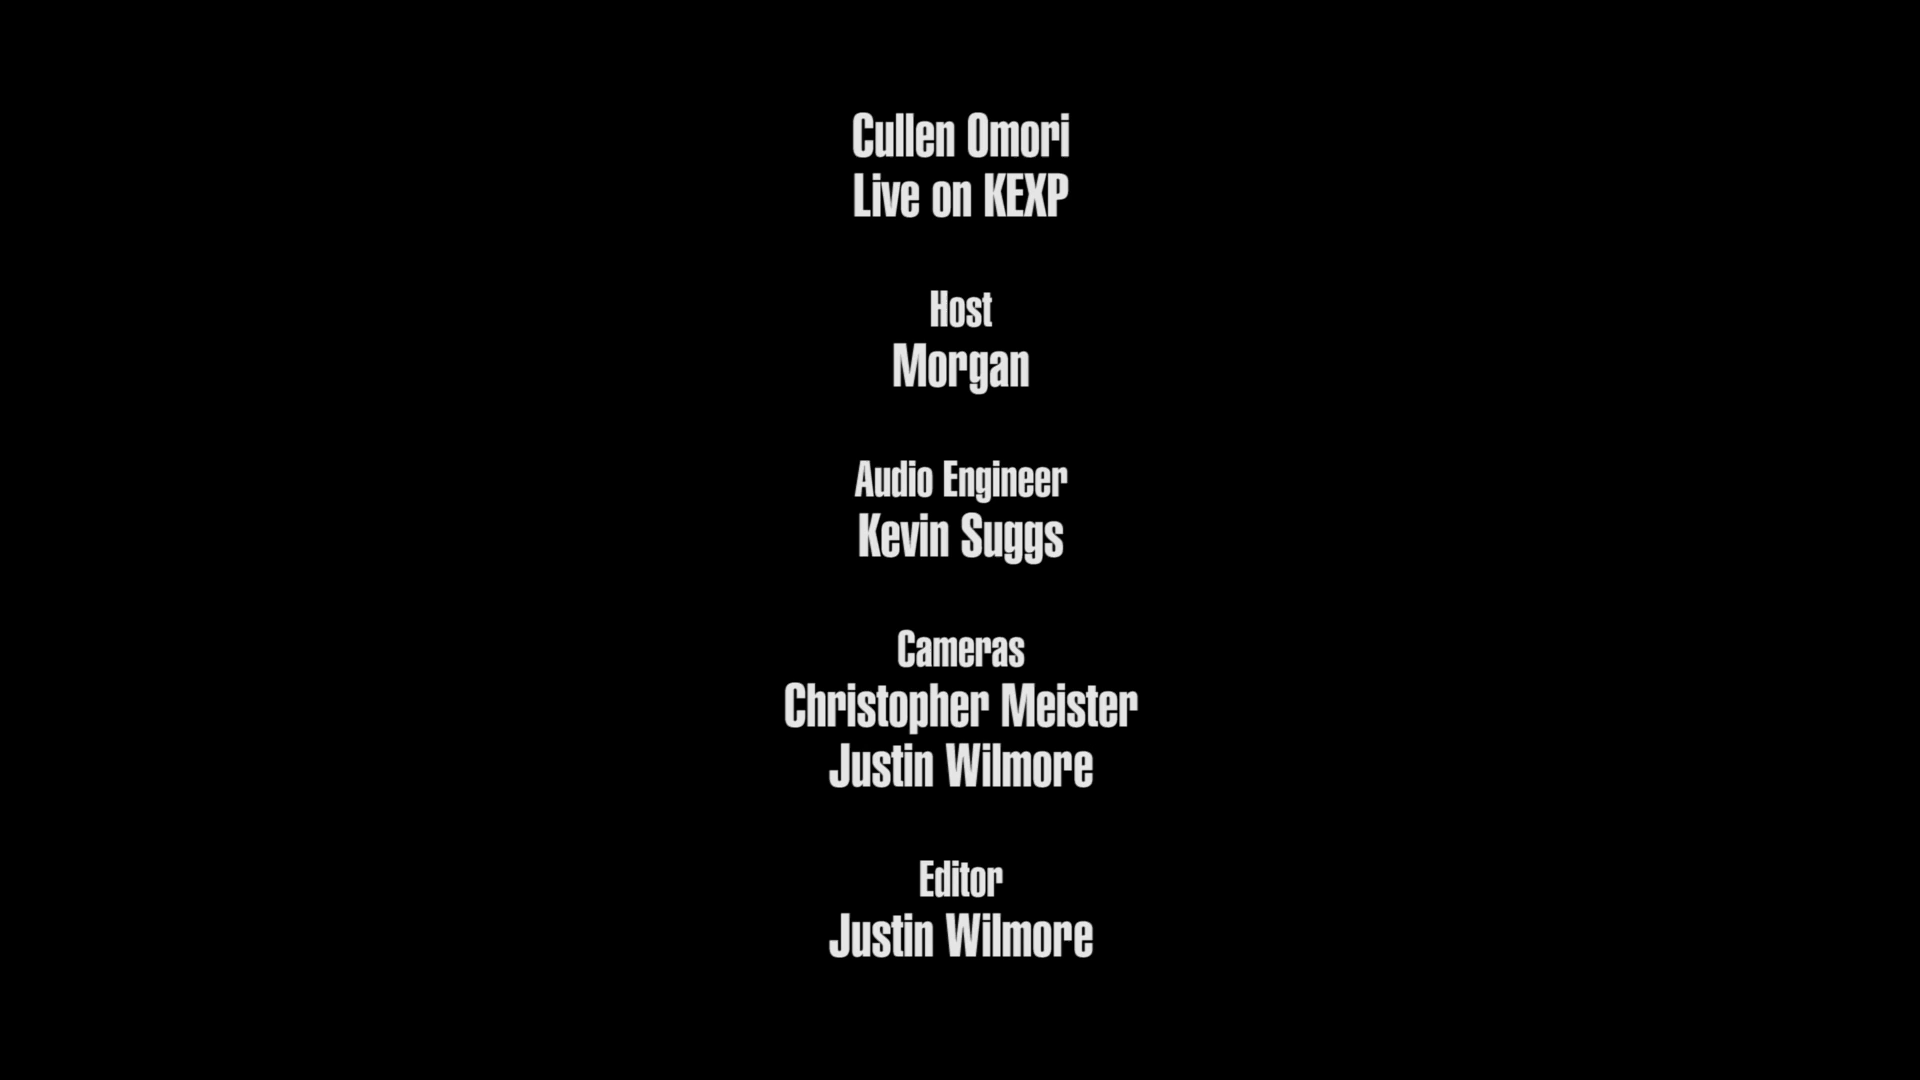 Cullen Omori
Live on KEXP
Host
Morgan
Audio Engineer
Kevin Suggs
Cameras
Christopher Meister
Justin Wilmore
Editor
Justin Wilmore